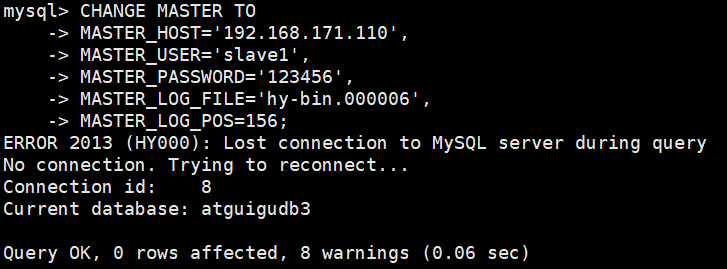 mysql> CHANGE MASTER TO
    -> MASTER_HOST='192.168.171.110',
    -> MASTER_USER='slave1',
    -> MASTER_PASSWORD='123456',
    -> MASTER_LOG_FILE='hy-bin.000006',
    -> MASTER_LOG_POS=156;
ERROR 2013 (HY000): Lost connection to MySQL server during query
No connection. Trying to reconnect...
Connection id:    8
Current database: atguigudb3

Query OK, 0 rows affected, 8 warnings (0.06 sec)